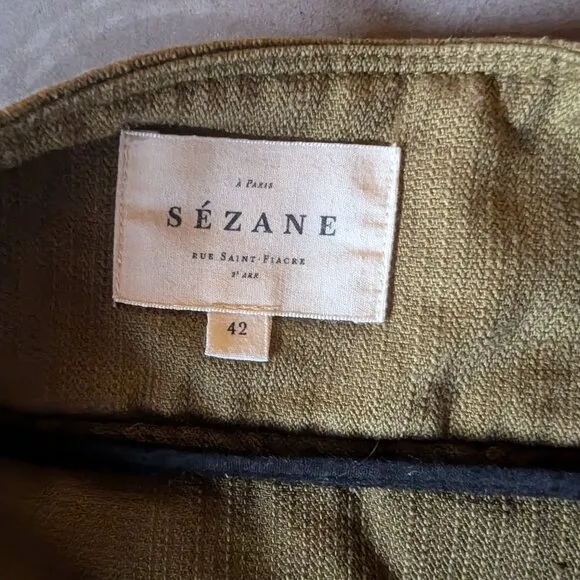 À PARIS
SÉZANE
RUE SAINT-FIACRE
2E ARR
42